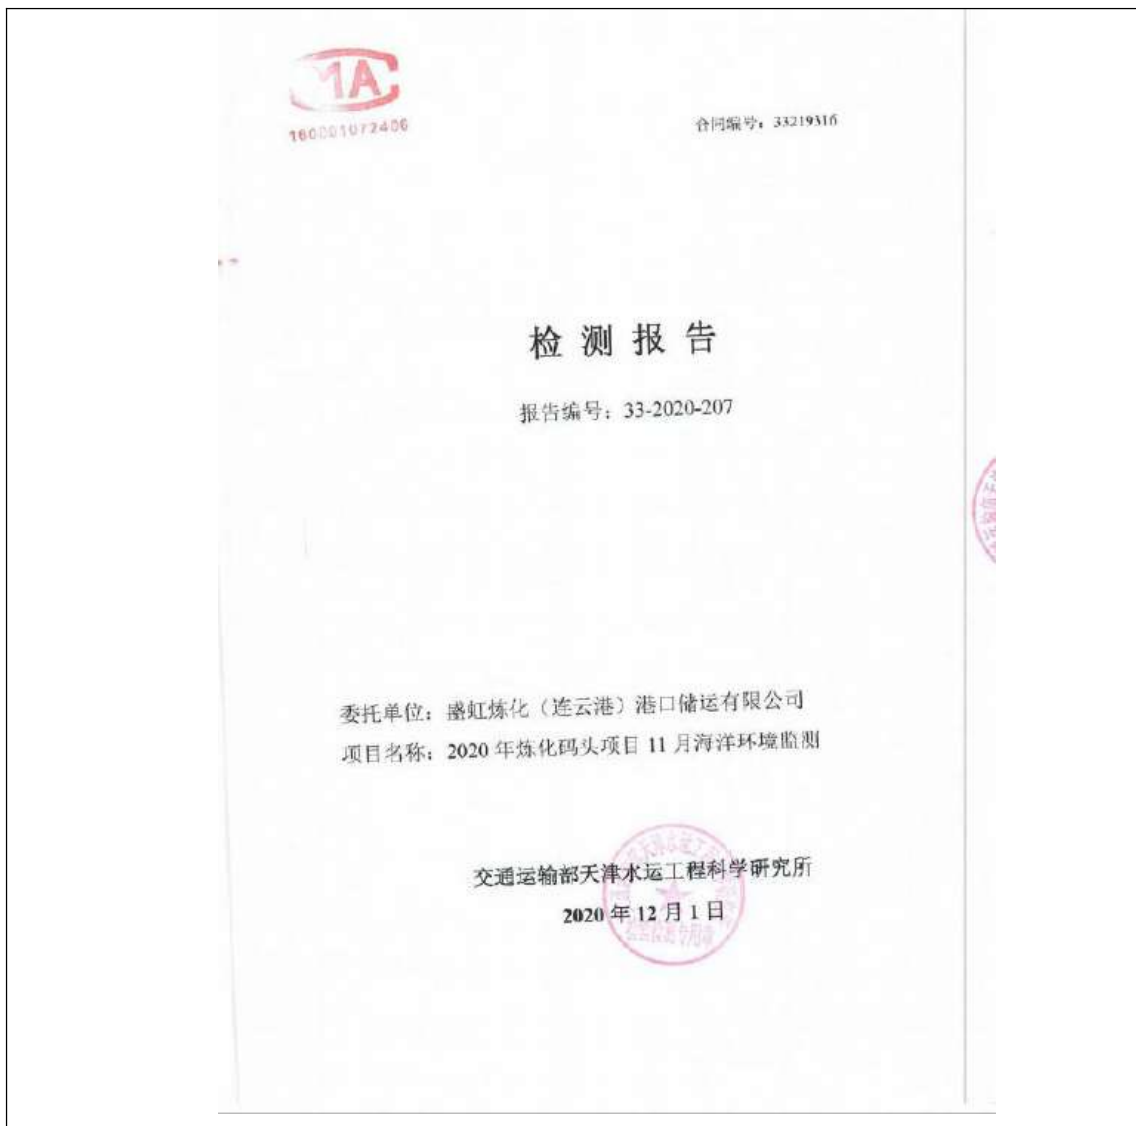 MA
160001072406
合同编号：33219316
检测报告
报告编号：33-2020-207
委托单位：盛虹炼化（连云港）港口储运有限公司
项目名称：2020 年炼化码头项目 11 月海洋环境监测
交通运输部天津水运工程科学研究所
2020 年 12 月 1 日